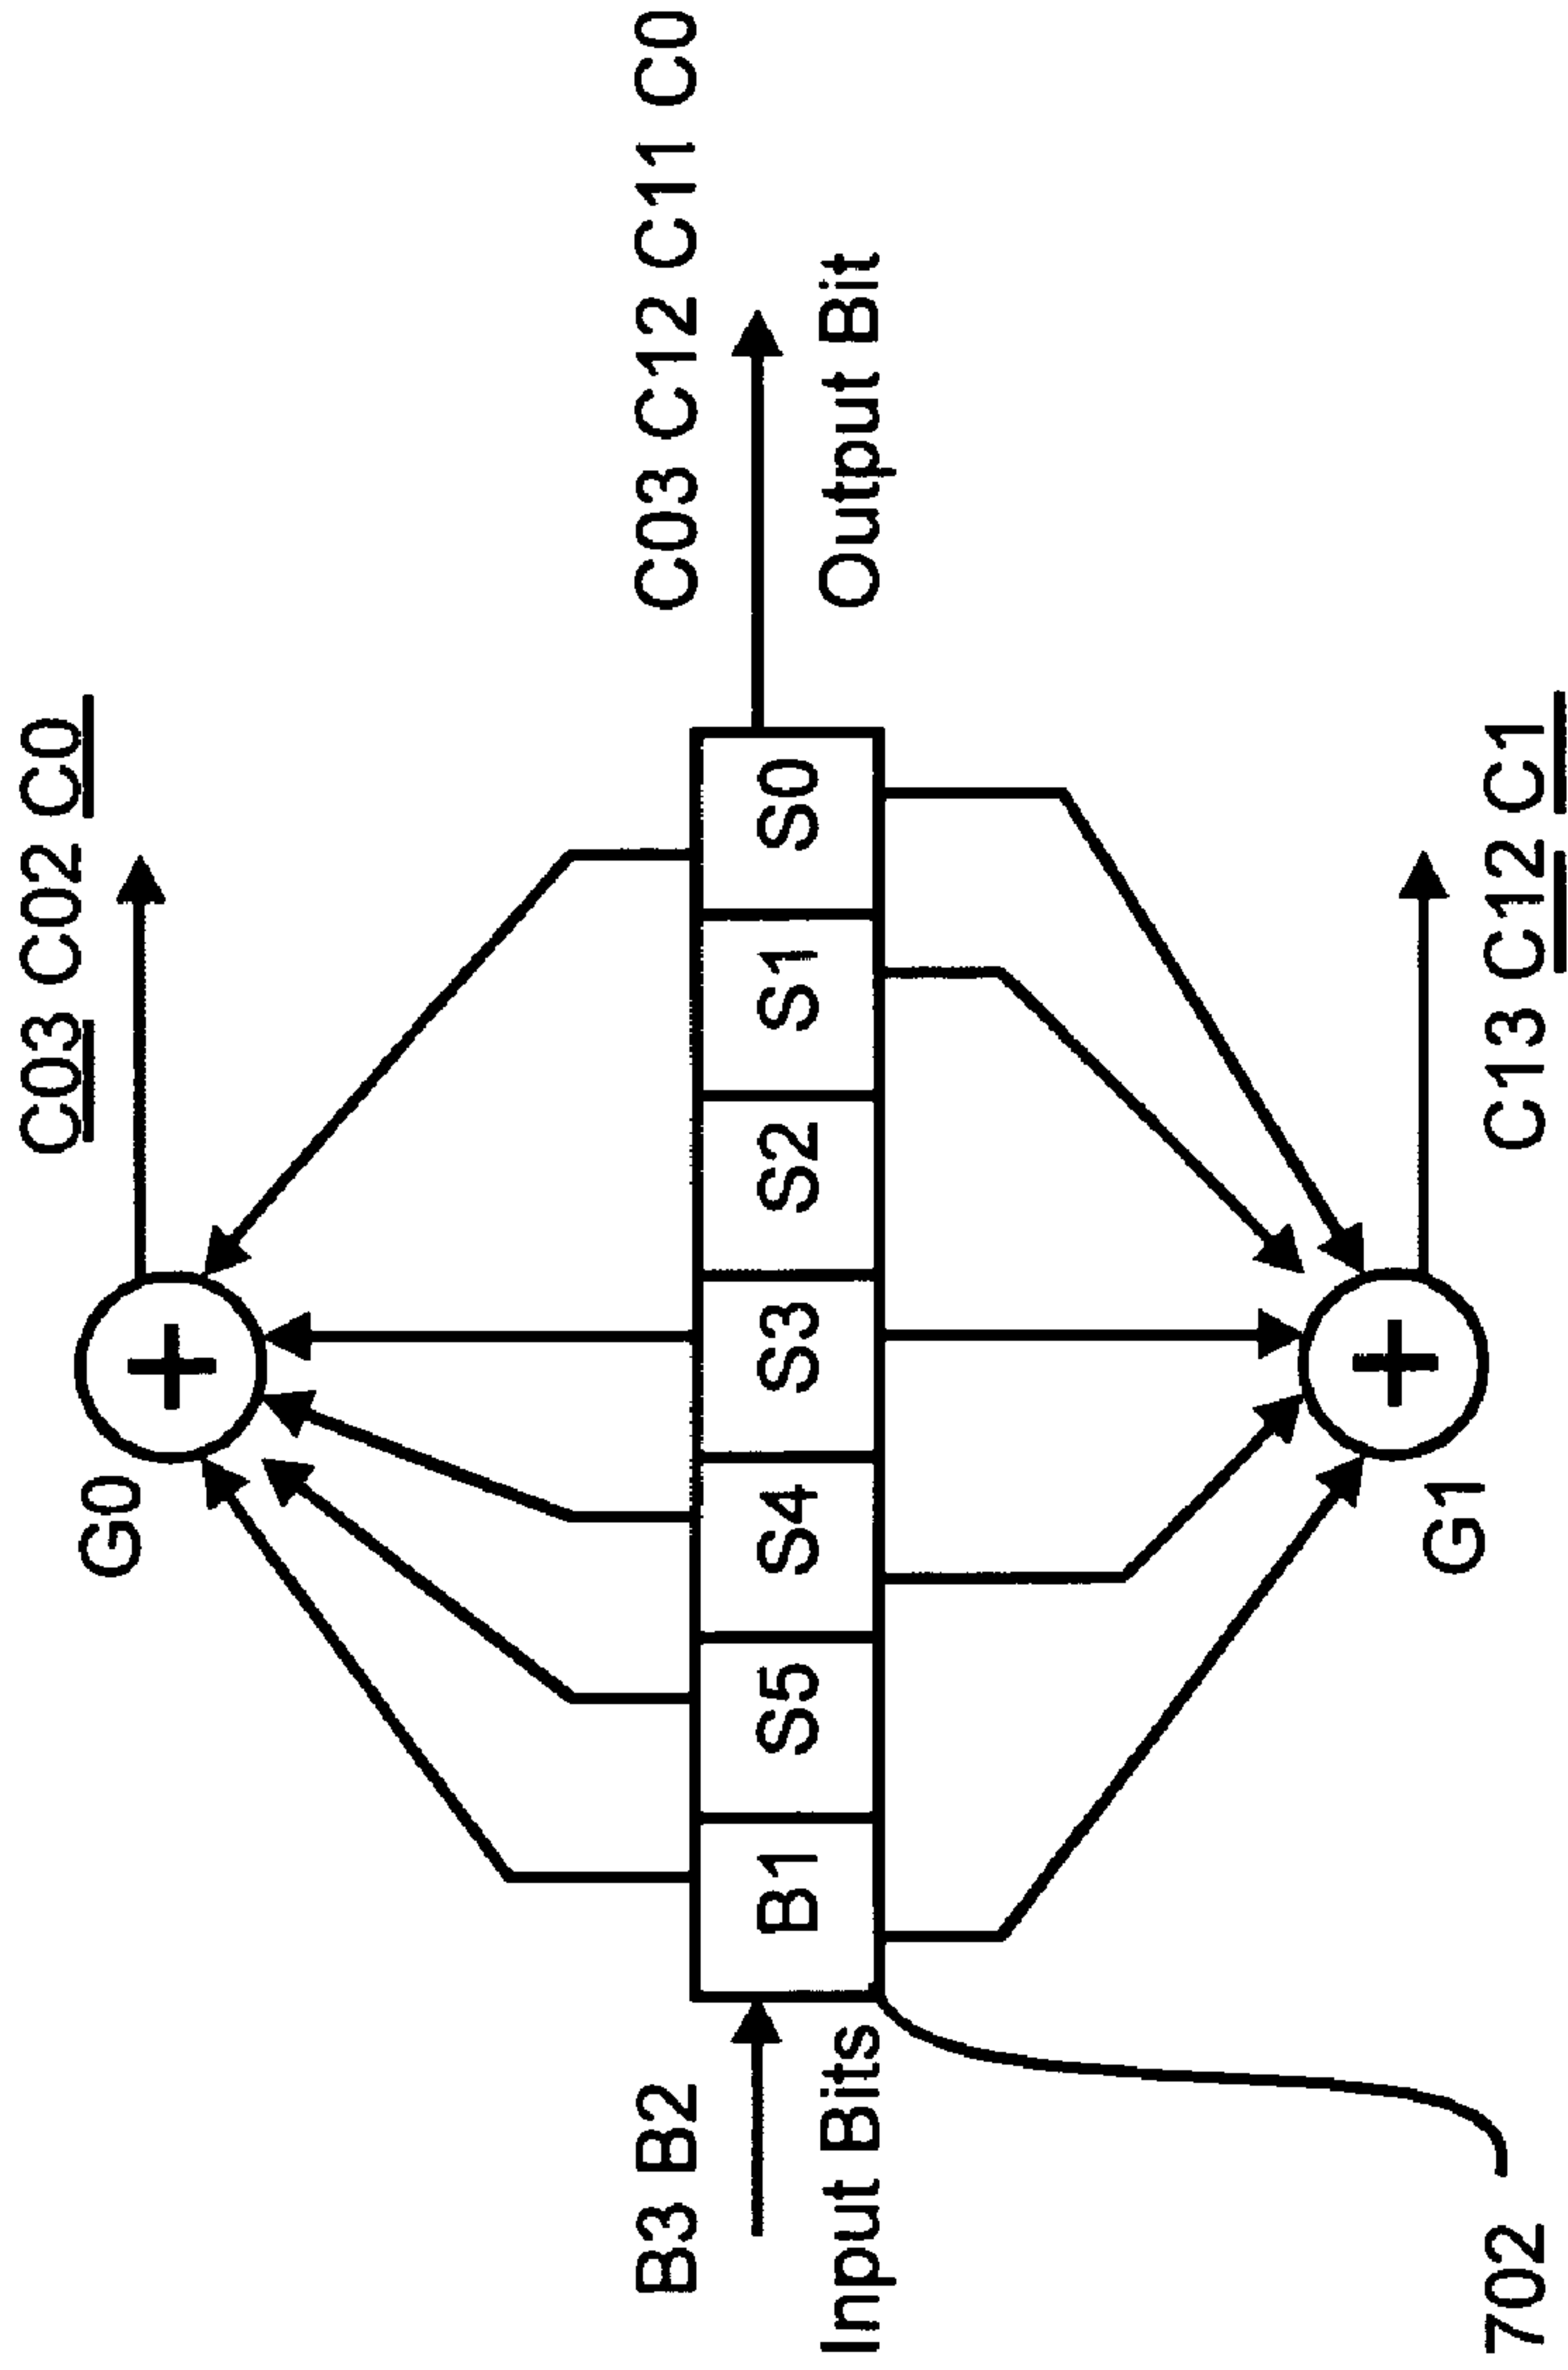 C03 C02 C0
G0
B3 B2
C03 C12 C11 C0
B1 S5 S4 S3 S2 S1 S0
Input Bits
Output Bit
G1
702
C13 C12 C1